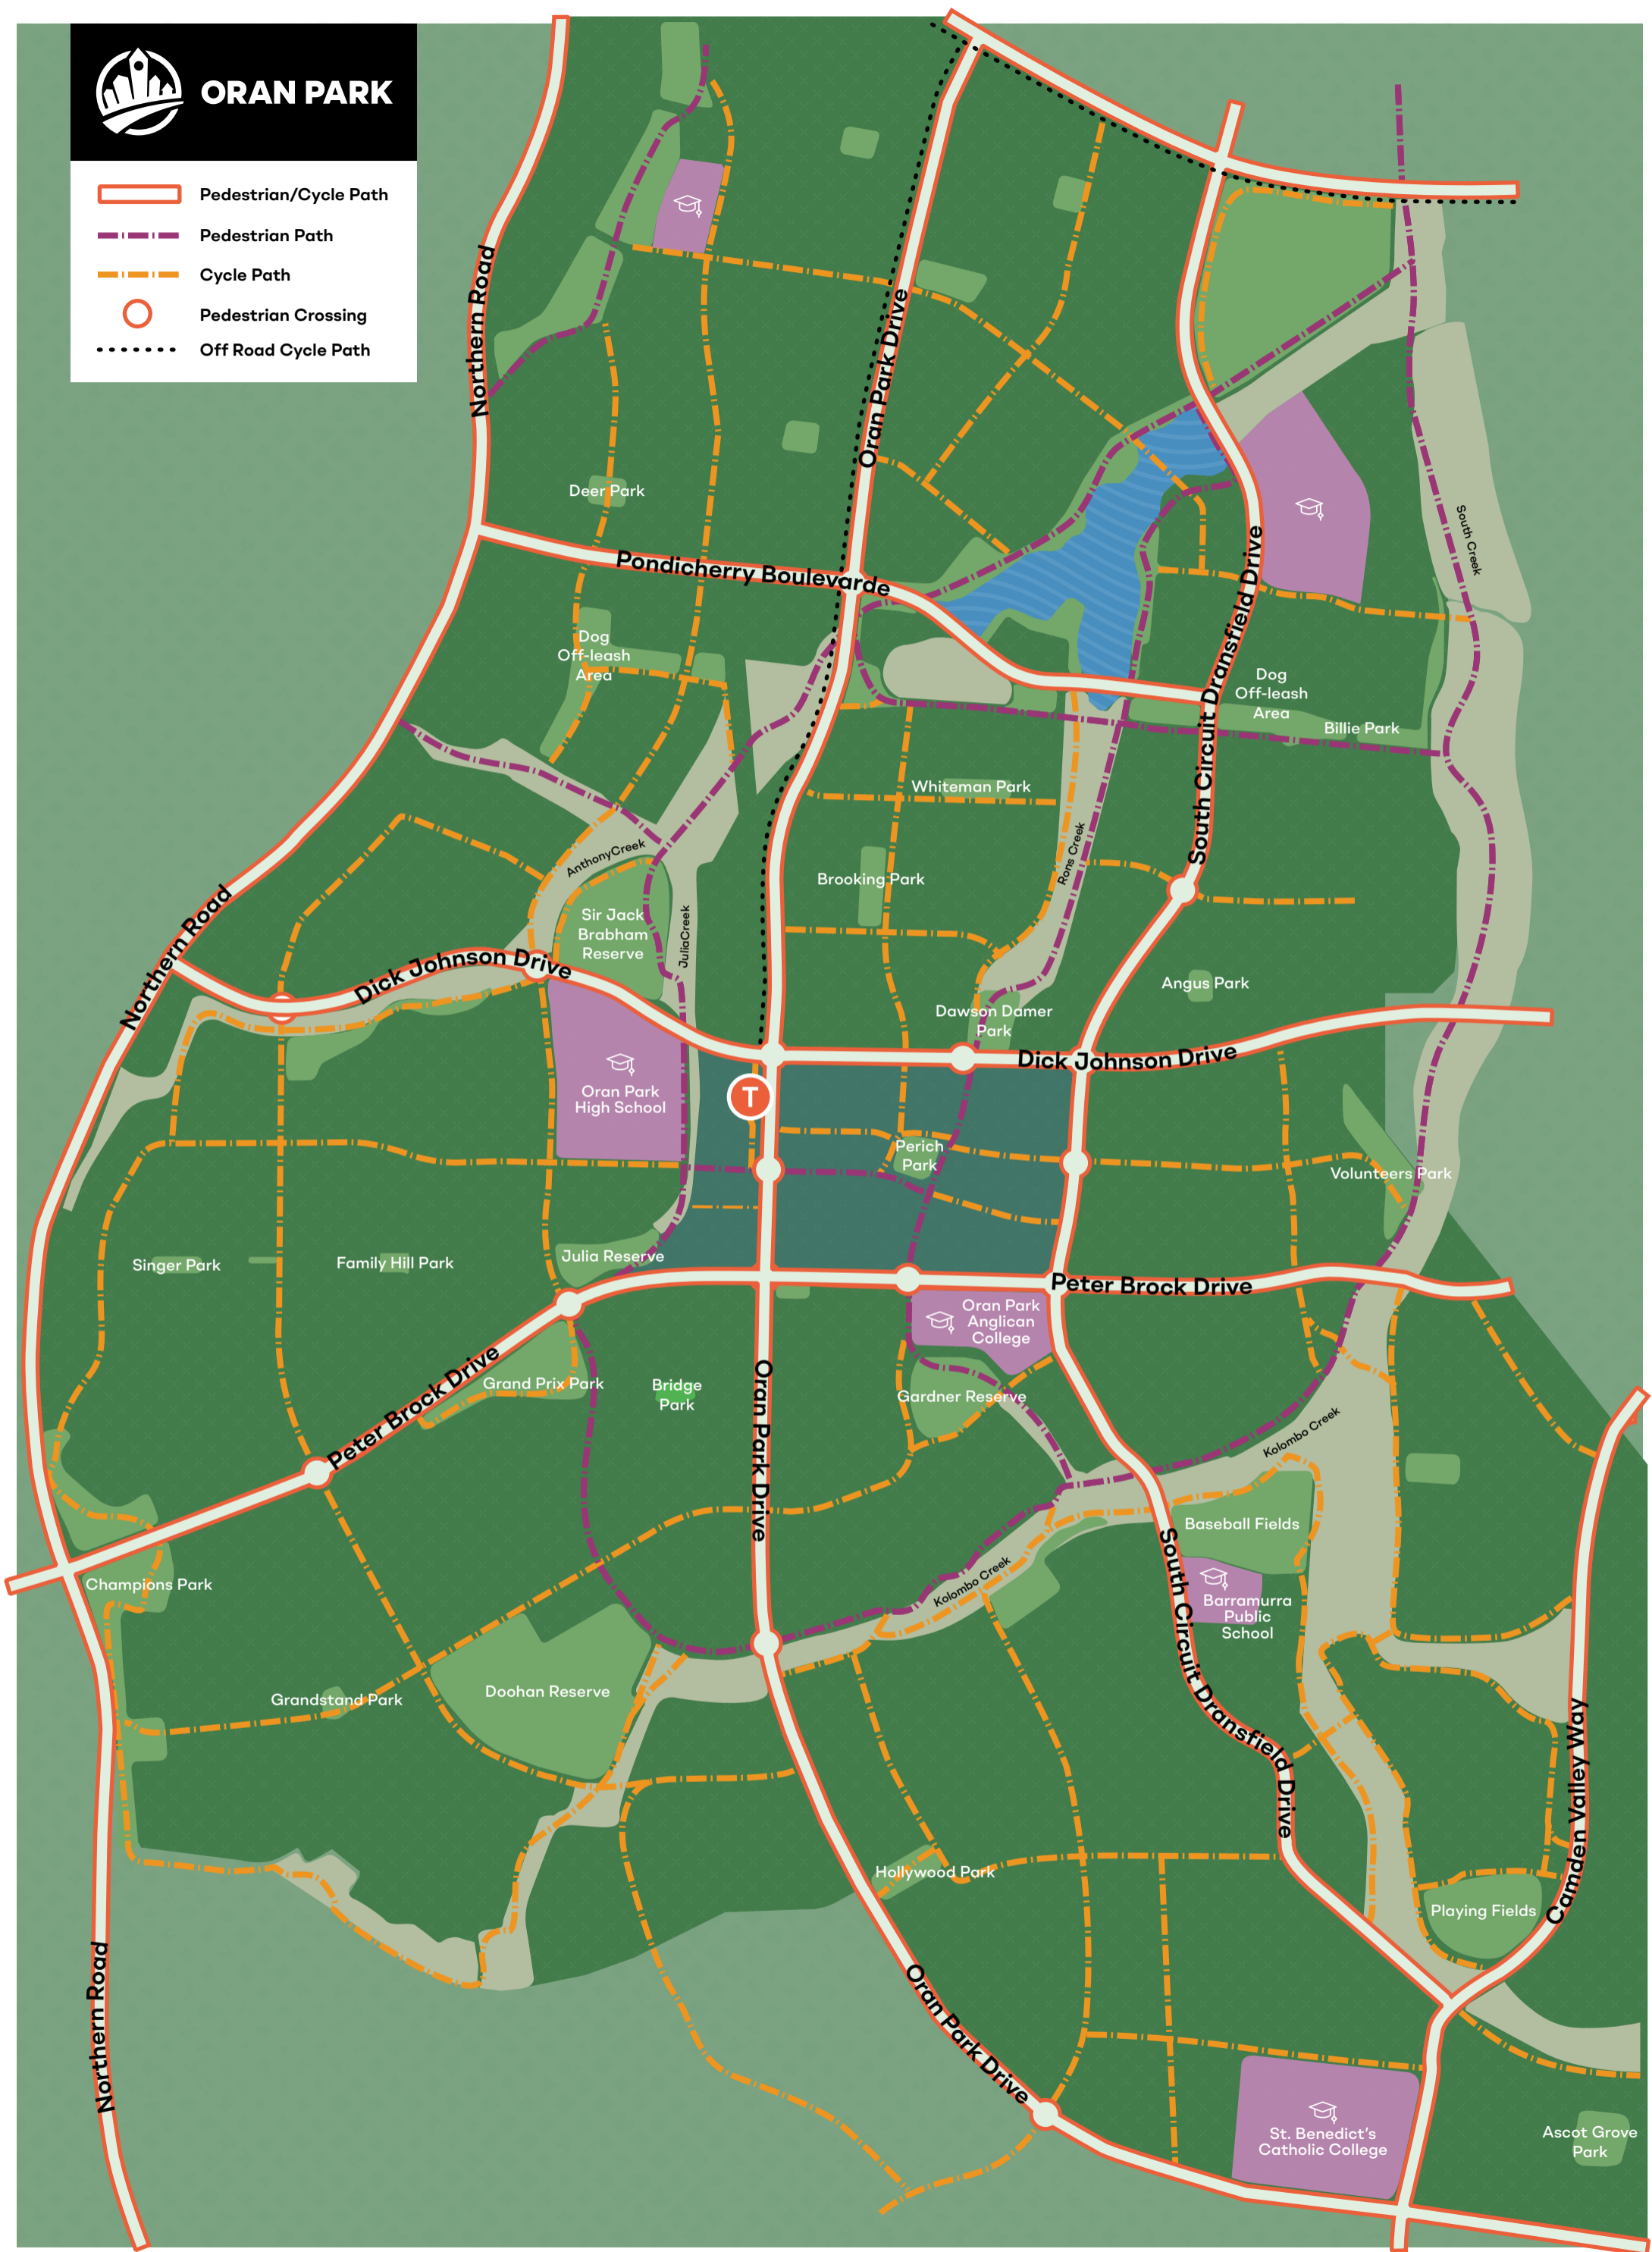 ORAN PARK
Pedestrian/Cycle Path
Pedestrian Path
Cycle Path
Pedestrian Crossing
Off Road Cycle Path
Northern Road
Oran Park Drive
Deer Park
Pondicherry Boulevarde
South Creek
South Circuit Dransfield Drive
Dog
Off-leash
Area
Dog
Off-leash
Area
Billie Park
Whiteman Park
AnthonyCreek
Brooking Park
Rons Creek
Northern Road
Sir Jack
Brabham
Reserve
JuliaCreek
Dick Johnson Drive
Angus Park
Dawson Damer
Park
Dick Johnson Drive
Oran Park
High School
T
Perich
Park
Volunteers Park
Singer Park
Family Hill Park
Julia Reserve
Peter Brock Drive
Oran Park
Anglican
College
Peter Brock Drive
Grand Prix Park
Bridge
Park
Oran Park Drive
Gardner Reserve
Kolombo Creek
Baseball Fields
Champions Park
Kolombo Creek
Barramurra
Public
School
South Circuit Dransfield Drive
Grandstand Park
Doohan Reserve
Camden Valley Way
Hollywood Park
Playing Fields
Northern Road
Oran Park Drive
St. Benedict's
Catholic College
Ascot Grove
Park